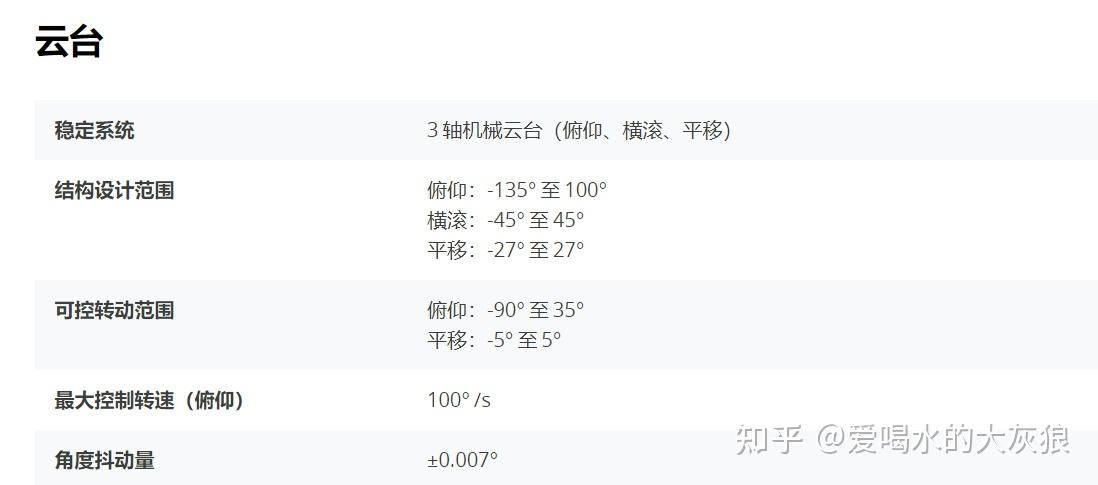 云台
稳定系统 3 轴机械云台（俯仰、横滚、平移）
结构设计范围 俯仰：-135° 至 100°
横滚：-45° 至 45°
平移：-27° 至 27°
可控转动范围 俯仰：-90° 至 35°
平移：-5° 至 5°
最大控制转速（俯仰） 100° /s
角度抖动量 ±0.007°
知乎 @爱喝水的大灰狼